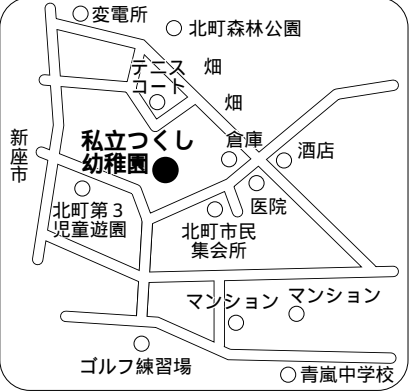 変電所
北町森林公園
テニス
コート
畑
畑
新座市
私立つくし
幼稚園
倉庫
酒店
医院
北町第３
児童遊園
北町市民
集会所
マンション
マンション
ゴルフ練習場
青嵐中学校